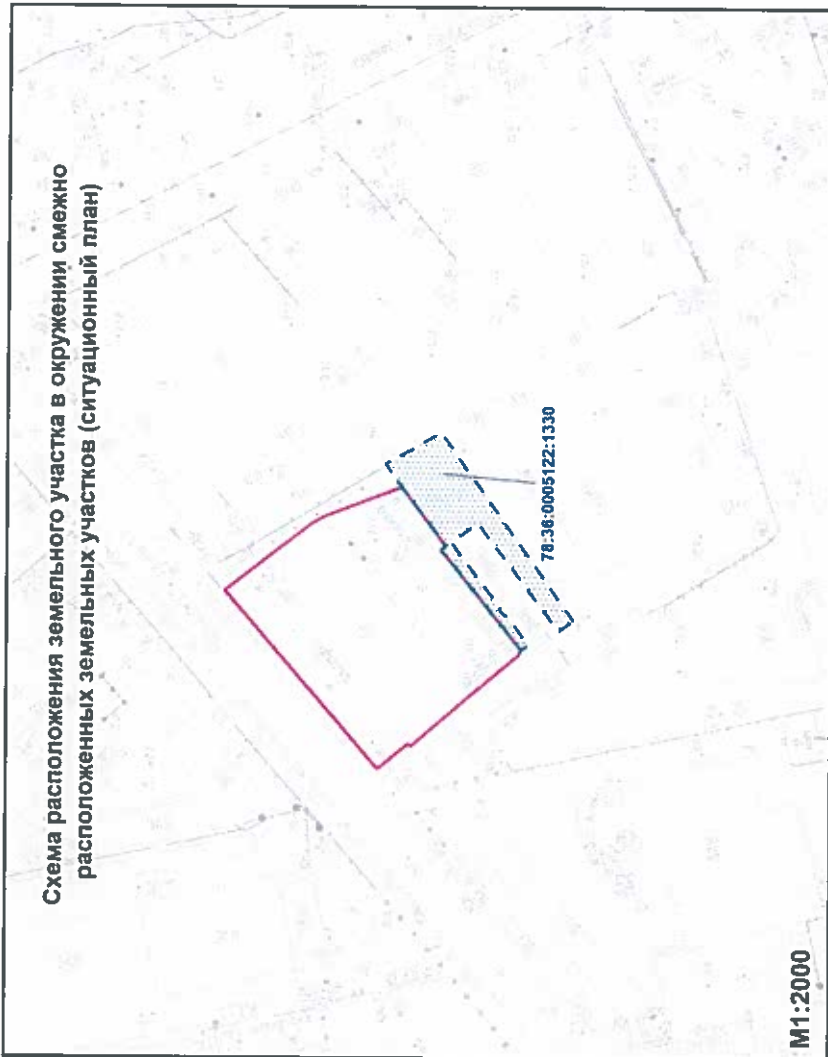 Схема расположения земельного участка в окружении смежно
расположенных земельных участков (ситуационный план)
78:36:0005122:1330
М1:2000